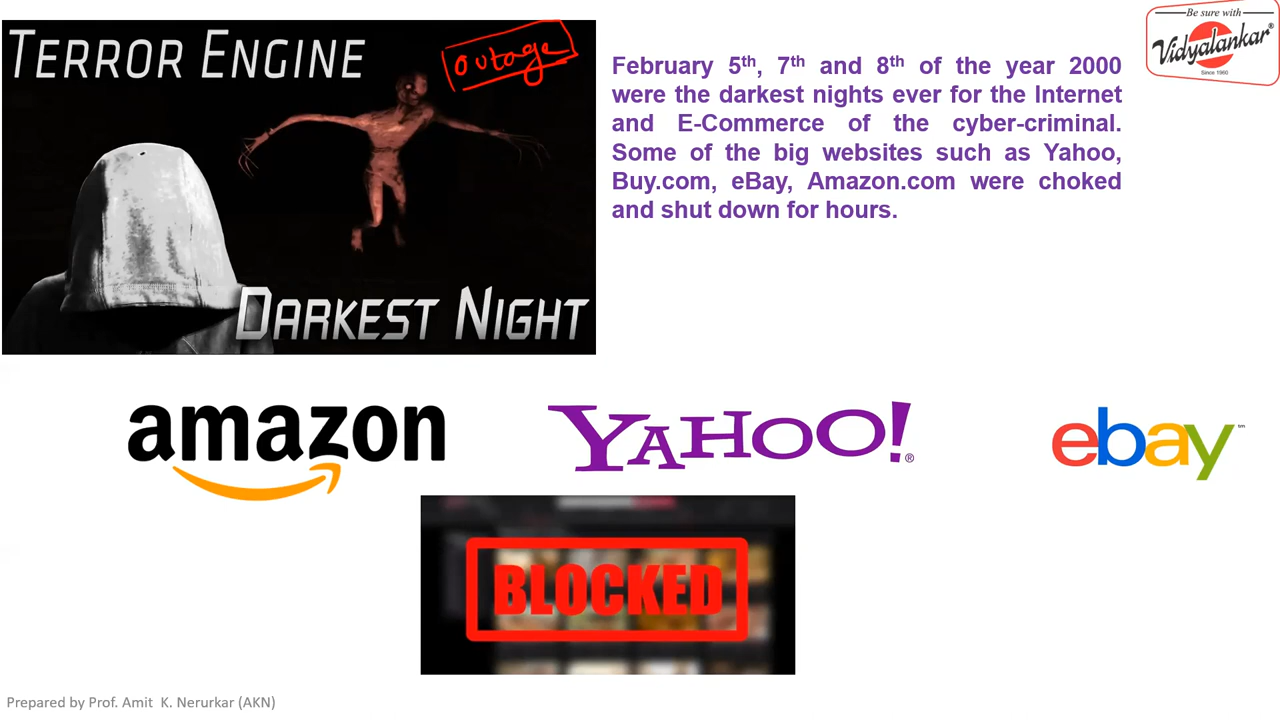 TERROR ENGINE
outage
DARKEST NIGHT
February 5th, 7th and 8th of the year 2000
were the darkest nights ever for the Internet
and E-Commerce of the cyber-criminal.
Some of the big websites such as Yahoo,
Buy.com, eBay, Amazon.com were choked
and shut down for hours.
Be sure with
Vidyalankar®
Since 1960
amazon
YAHOO!®
ebay™
BLOCKED
Prepared by Prof. Amit K. Nerurkar (AKN)